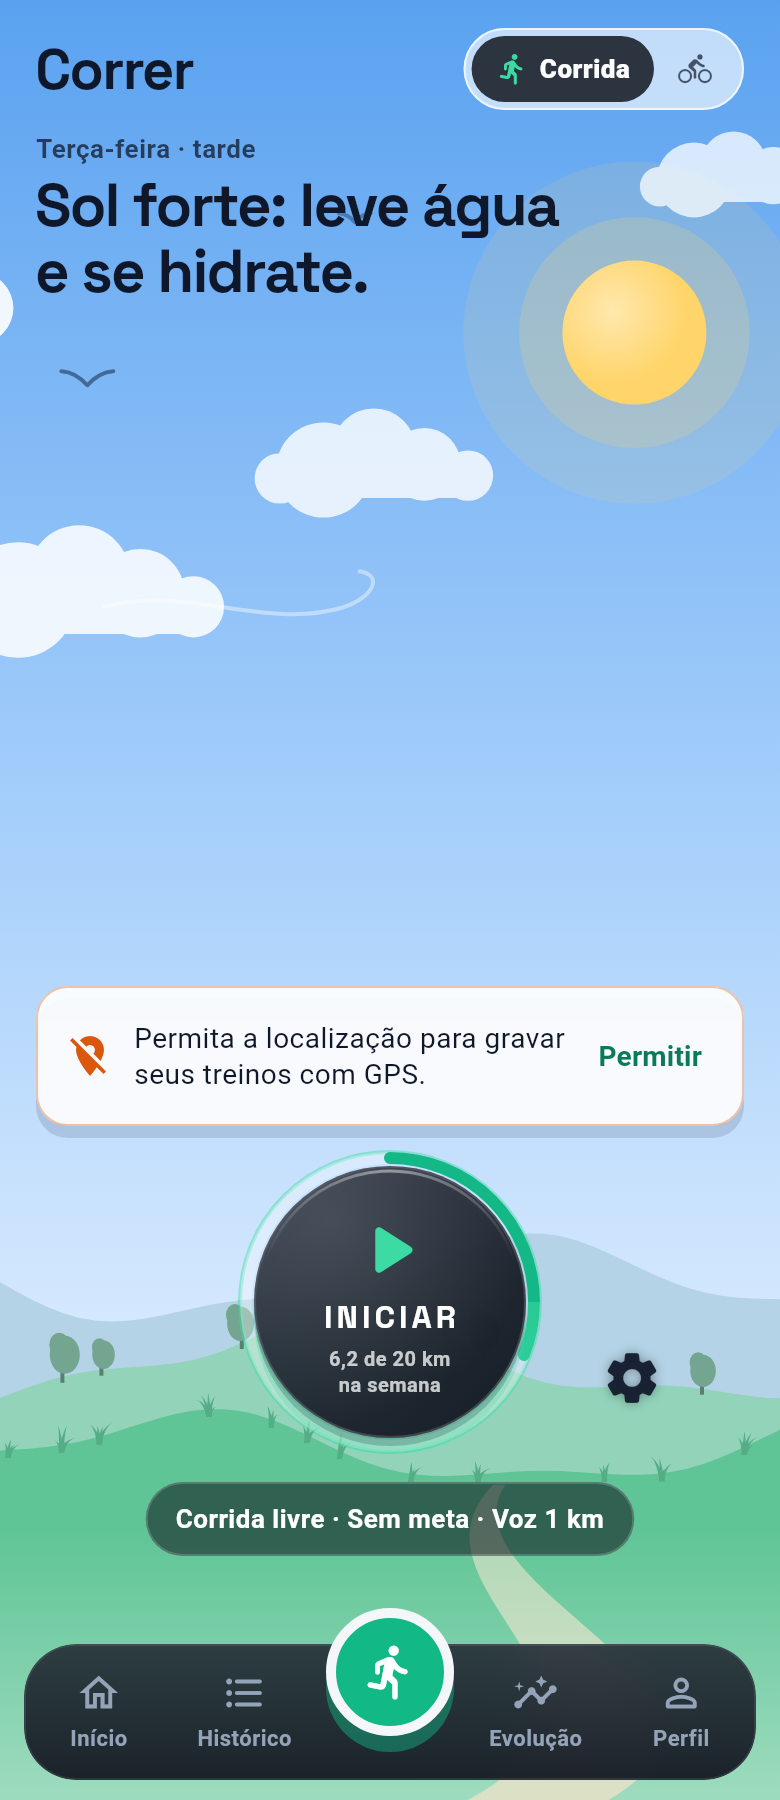 Correr
Corrida
Terça-feira · tarde
Sol forte: leve água
e se hidrate.
Permita a localização para gravar
seus treinos com GPS.
Permitir
INICIAR
6,2 de 20 km
na semana
Corrida livre · Sem meta · Voz 1 km
Início
Histórico
Evolução
Perfil